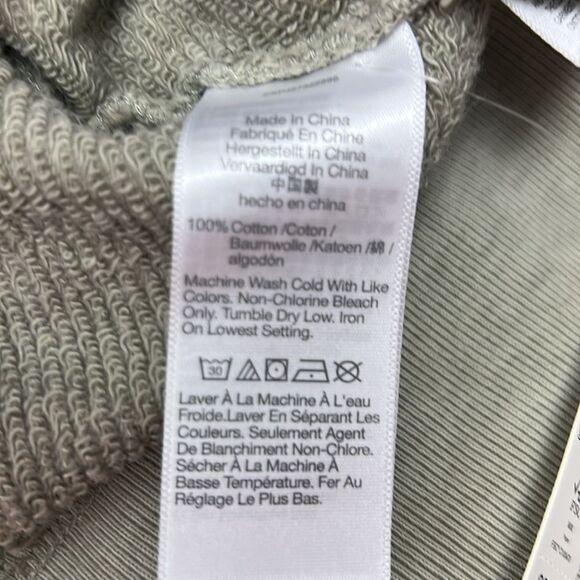 Made In China
Fabriqué En Chine
Hergestellt In China
Vervaardigd In China
中国製
hecho en china
100% Cotton /Coton /
Baumwolle /Katoen /綿 /
algodón
Machine Wash Cold With Like
Colors. Non-Chlorine Bleach
Only. Tumble Dry Low. Iron
On Lowest Setting.
30
Laver À La Machine À L'eau
Froide.Laver En Séparant Les
Couleurs. Seulement Agent
De Blanchiment Non-Chlore.
Sécher À La Machine À
Basse Température. Fer Au
Réglage Le Plus Bas.